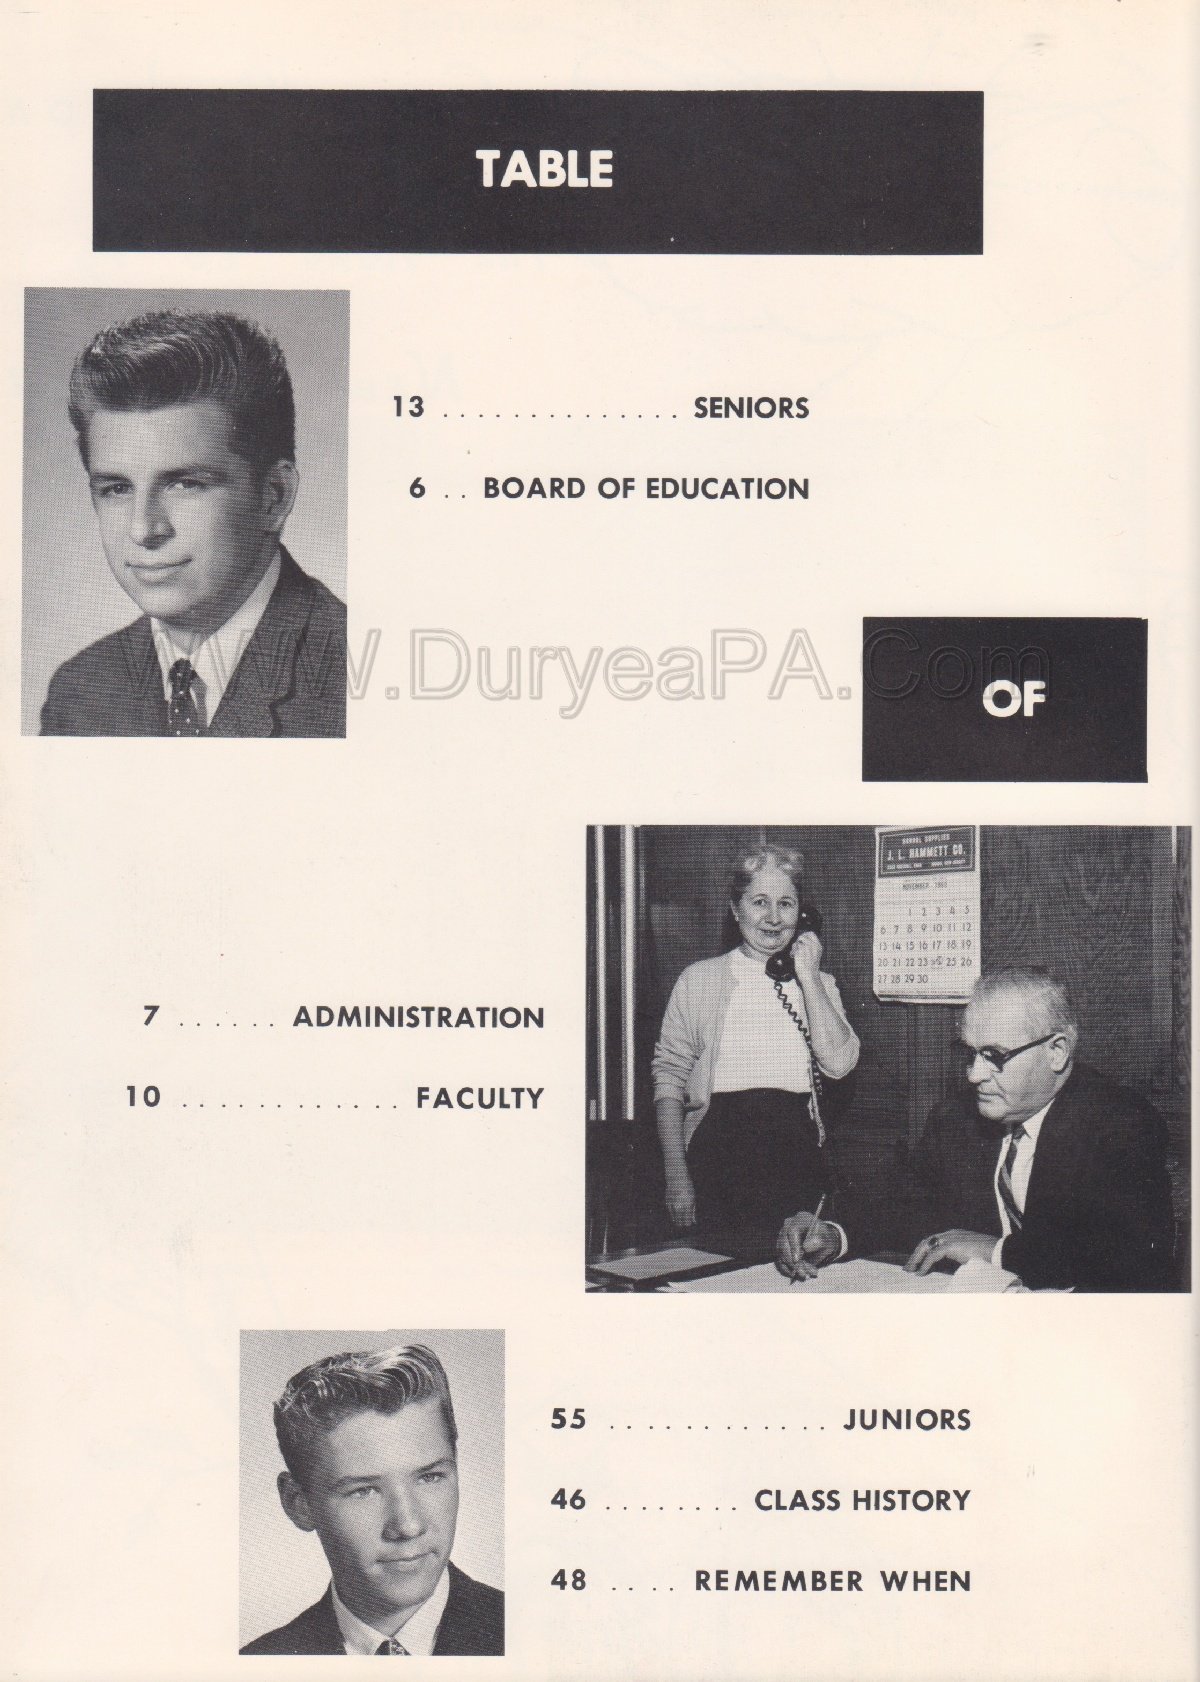 TABLE
13 . . . . . . . . . . . . . . SENIORS
6 . . BOARD OF EDUCATION
WWW.DuryeaPA.Com
OF
SCHOOL SUPPLIES
J. L. HAMMETT CO.
NOVEMBER
1 2 3 4 5
6 7 8 9 10 11 12
13 14 15 16 17 18 19
20 21 22 23 25 26
27 28 29 30
7 . . . . . . ADMINISTRATION
10 . . . . . . . . . . . . FACULTY
55 . . . . . . . . . . . . JUNIORS
46 . . . . . . . . CLASS HISTORY
48 . . . . REMEMBER WHEN